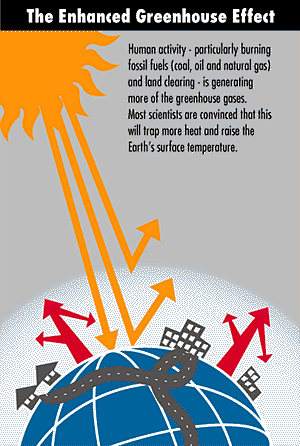 The Enhanced Greenhouse Effect
Human activity - particularly burning
fossil fuels (coal, oil and natural gas)
and land clearing - is generating
more of the greenhouse gases.
Most scientists are convinced that this
will trap more heat and raise the
Earth's surface temperature.